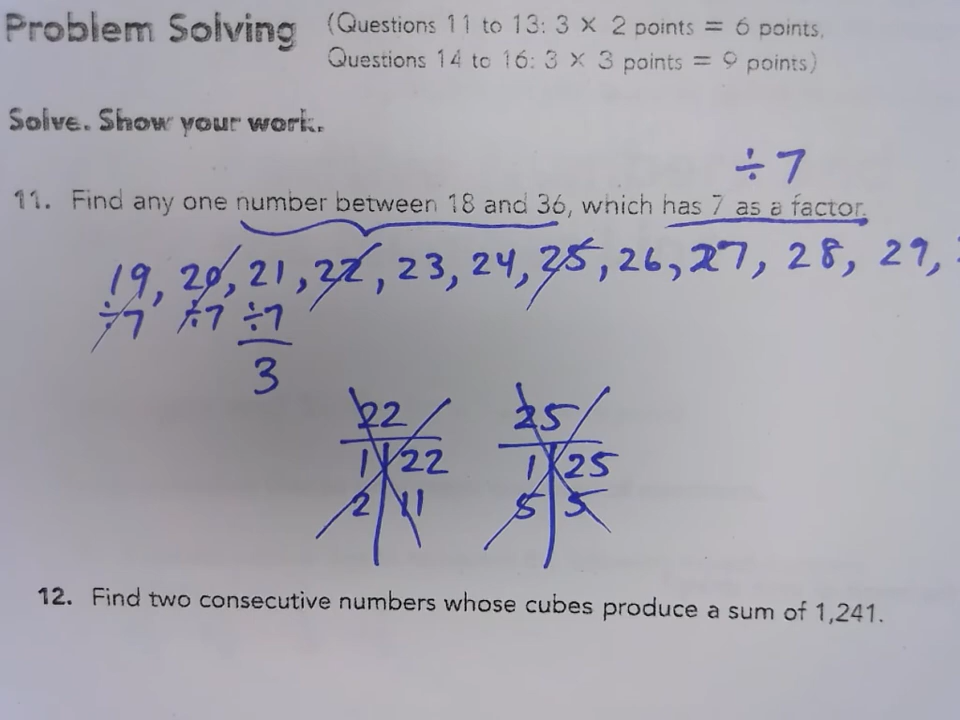 Problem Solving (Questions 11 to 13: 3 × 2 points = 6 points,
Questions 14 to 16: 3 × 3 points = 9 points)
Solve. Show your work.
÷7
11. Find any one number between 18 and 36, which has 7 as a factor.
19, 20, 21, 22, 23, 24, 25, 26, 27, 28, 29,
÷7 ÷7 ÷7
3
22 25
1 22 1 25
2 11 5 5
12. Find two consecutive numbers whose cubes produce a sum of 1,241.